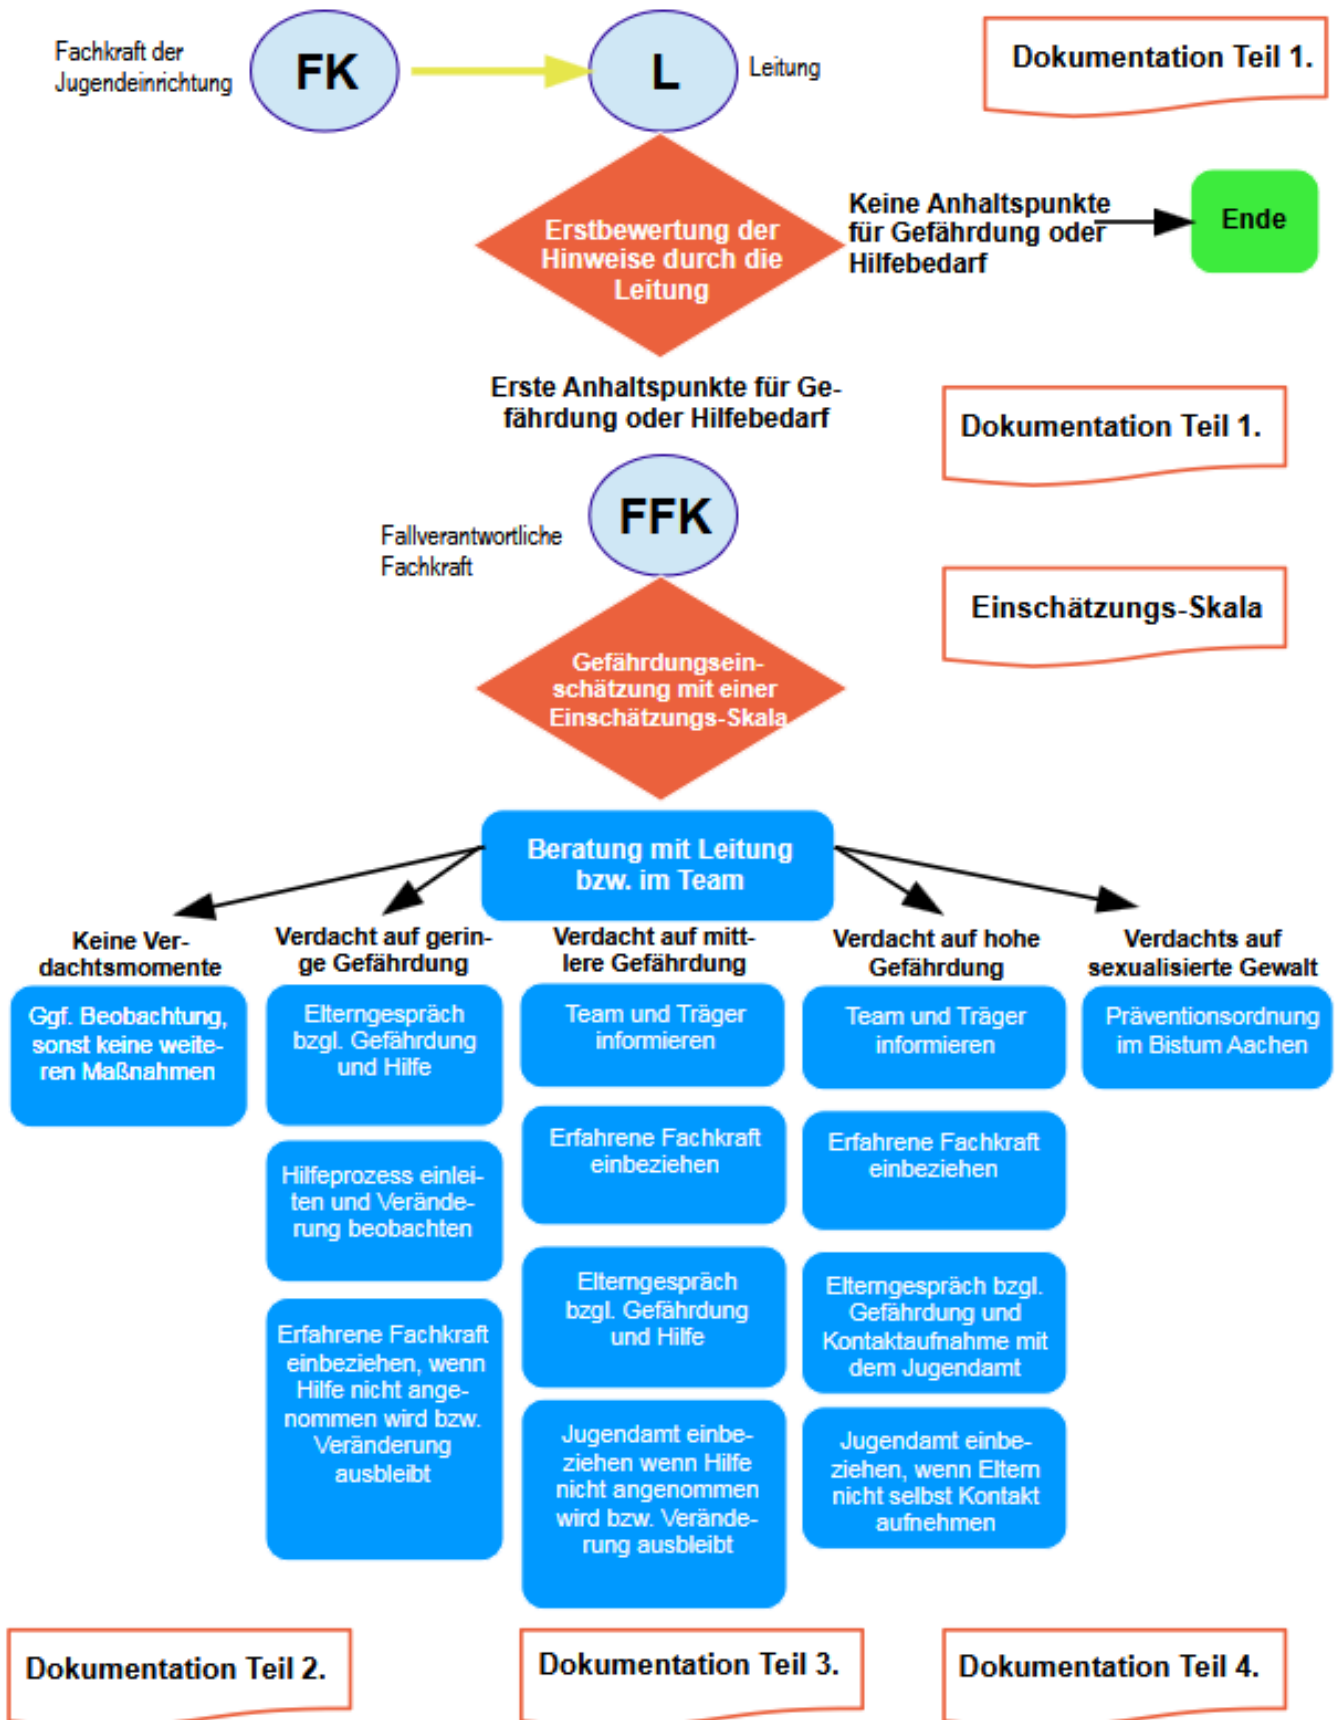 Fachkraft der
Jugendeinrichtung
FK
L
Leitung
Dokumentation Teil 1.
Erstbewertung der
Hinweise durch die
Leitung
Keine Anhaltspunkte
für Gefährdung oder
Hilfebedarf
Ende
Erste Anhaltspunkte für Ge-
fährdung oder Hilfebedarf
Dokumentation Teil 1.
FFK
Fallverantwortliche
Fachkraft
Einschätzungs-Skala
Gefährdungsein-
schätzung mit einer
Einschätzungs-Skala
Beratung mit Leitung
bzw. im Team
Keine Ver-
dachtsmomente
Ggf. Beobachtung,
sonst keine weite-
ren Maßnahmen
Verdacht auf gerin-
ge Gefährdung
Elterngespräch
bzgl. Gefährdung
und Hilfe
Hilfeprozess einlei-
ten und Verände-
rung beobachten
Erfahrene Fachkraft
einbeziehen, wenn
Hilfe nicht ange-
nommen wird bzw.
Veränderung
ausbleibt
Verdacht auf mitt-
lere Gefährdung
Team und Träger
informieren
Erfahrene Fachkraft
einbeziehen
Elterngespräch
bzgl. Gefährdung
und Hilfe
Jugendamt einbe-
ziehen wenn Hilfe
nicht angenommen
wird bzw. Verände-
rung ausbleibt
Verdacht auf hohe
Gefährdung
Team und Träger
informieren
Erfahrene Fachkraft
einbeziehen
Elterngespräch bzgl.
Gefährdung und
Kontaktaufnahme mit
dem Jugendamt
Jugendamt einbe-
ziehen, wenn Eltern
nicht selbst Kontakt
aufnehmen
Verdachts auf
sexualisierte Gewalt
Präventionsordnung
im Bistum Aachen
Dokumentation Teil 2.
Dokumentation Teil 3.
Dokumentation Teil 4.